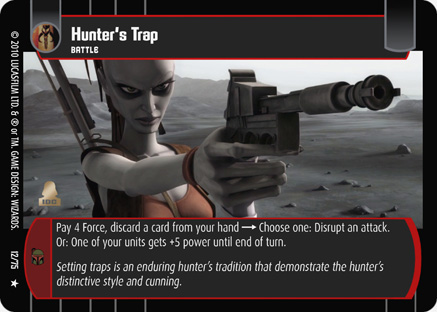 Hunter's Trap
BATTLE
© 2010 LUCASFILM LTD. & ® or TM. GAME DESIGN: WIZARDS.
12/75
IDC
Pay 4 Force, discard a card from your hand → Choose one: Disrupt an attack.
Or: One of your units gets +5 power until end of turn.
Setting traps is an enduring hunter's tradition that demonstrate the hunter's
distinctive style and cunning.